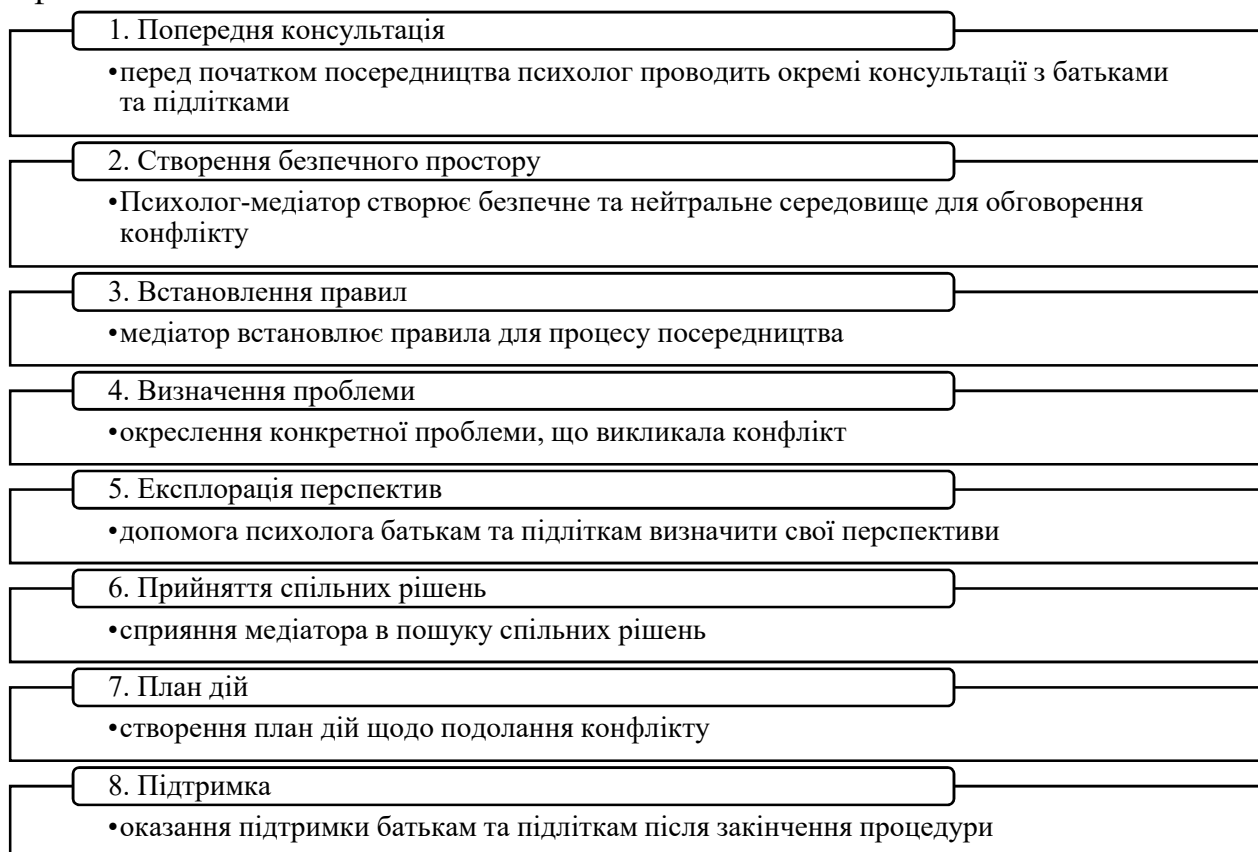 1. Попередня консультація
•перед початком посередництва психолог проводить окремі консультації з батьками
та підлітками
2. Створення безпечного простору
•Психолог-медіатор створює безпечне та нейтральне середовище для обговорення
конфлікту
3. Встановлення правил
•медіатор встановлює правила для процесу посередництва
4. Визначення проблеми
•окреслення конкретної проблеми, що викликала конфлікт
5. Експлорація перспектив
•допомога психолога батькам та підліткам визначити свої перспективи
6. Прийняття спільних рішень
•сприяння медіатора в пошуку спільних рішень
7. План дій
•створення план дій щодо подолання конфлікту
8. Підтримка
•оказання підтримки батькам та підліткам після закінчення процедури